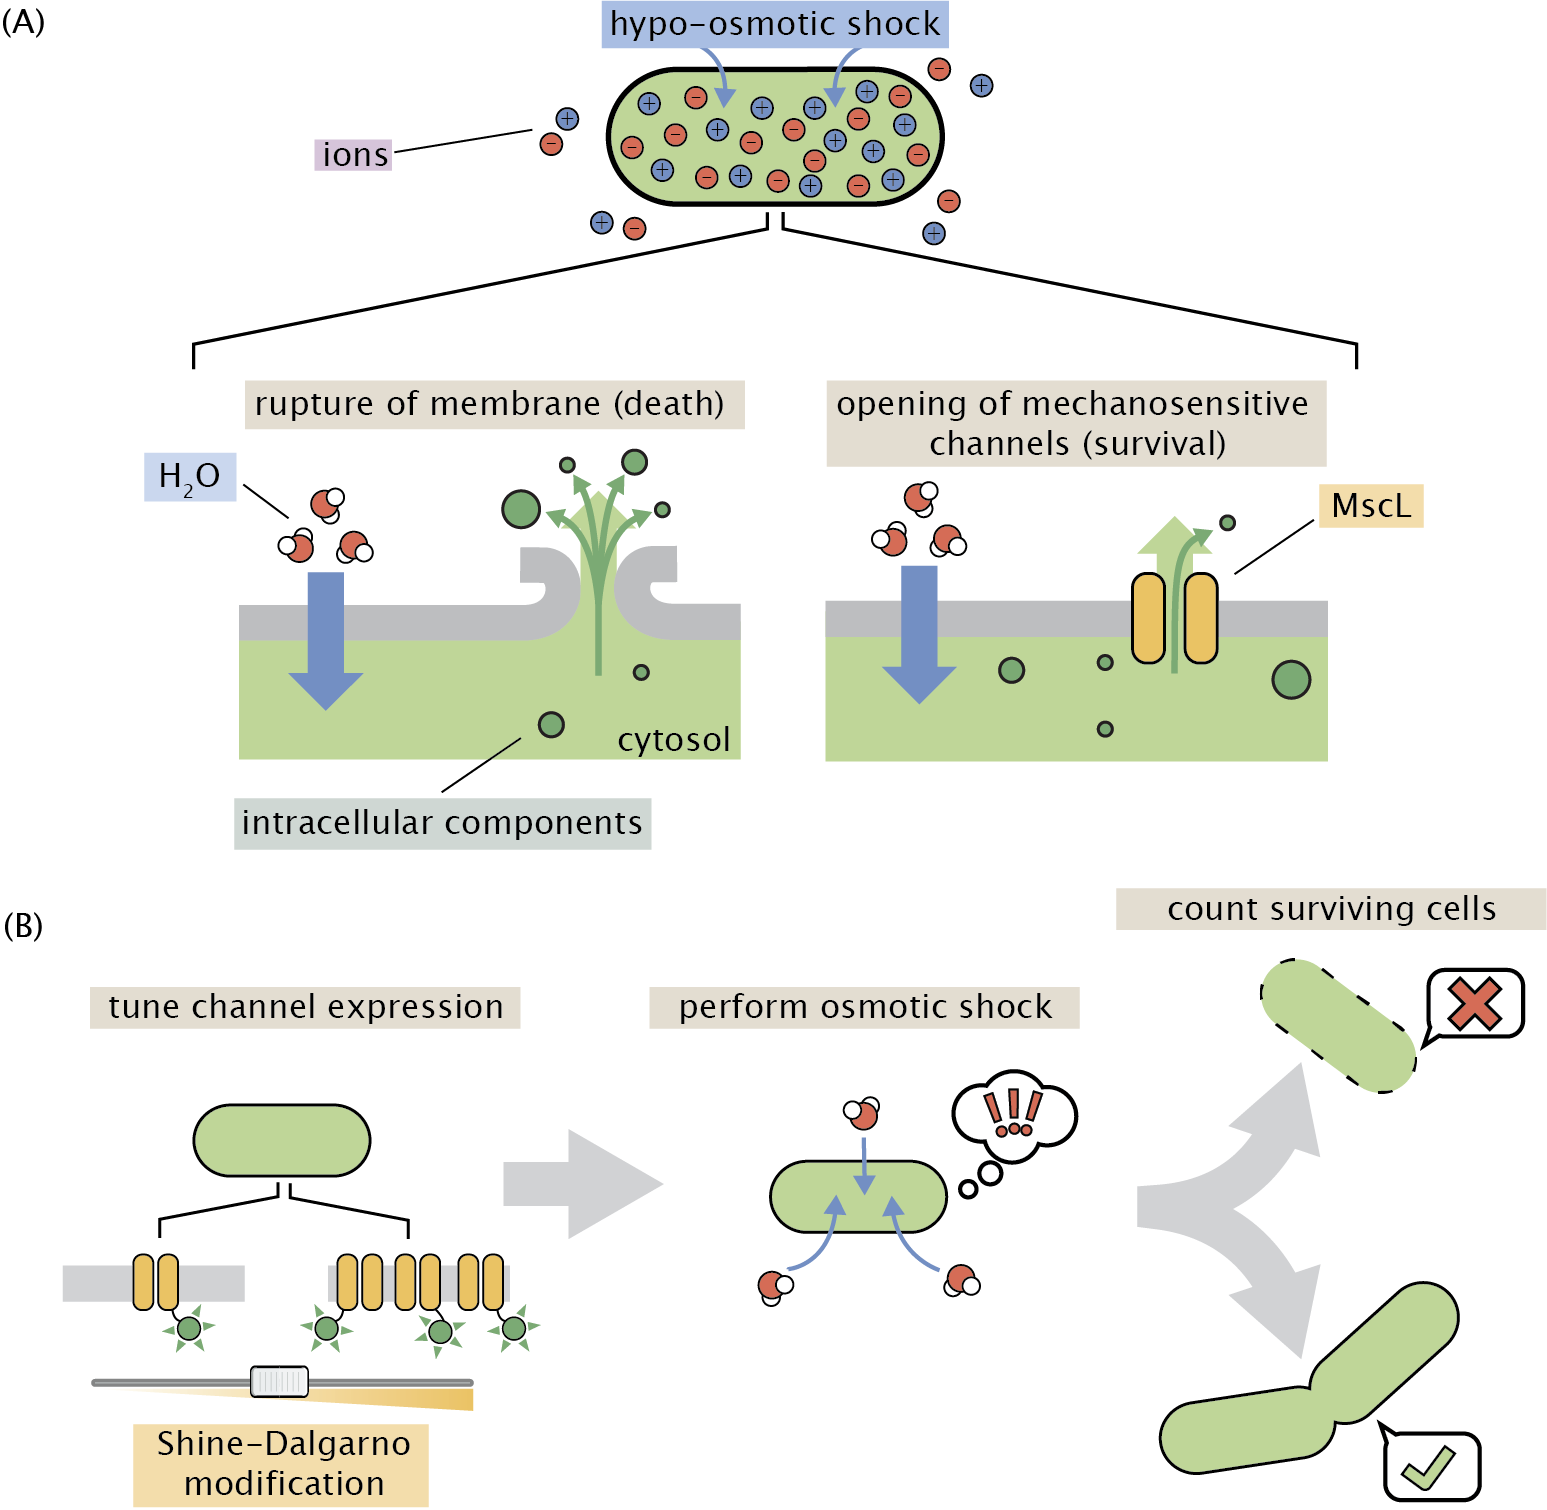 (A)
hypo-osmotic shock
ions
rupture of membrane (death)
opening of mechanosensitive
channels (survival)
H₂O
MscL
cytosol
intracellular components
(B)
count surviving cells
tune channel expression
perform osmotic shock
!!!
Shine-Dalgarno
modification